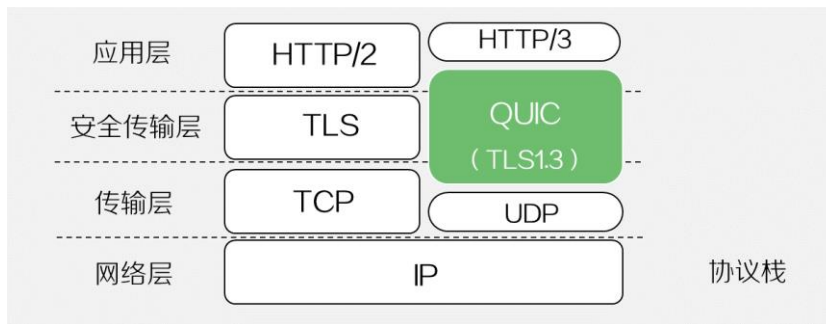 应用层 HTTP/2 HTTP/3
安全传输层 TLS QUIC
（TLS1.3）
传输层 TCP UDP
网络层 IP 协议栈